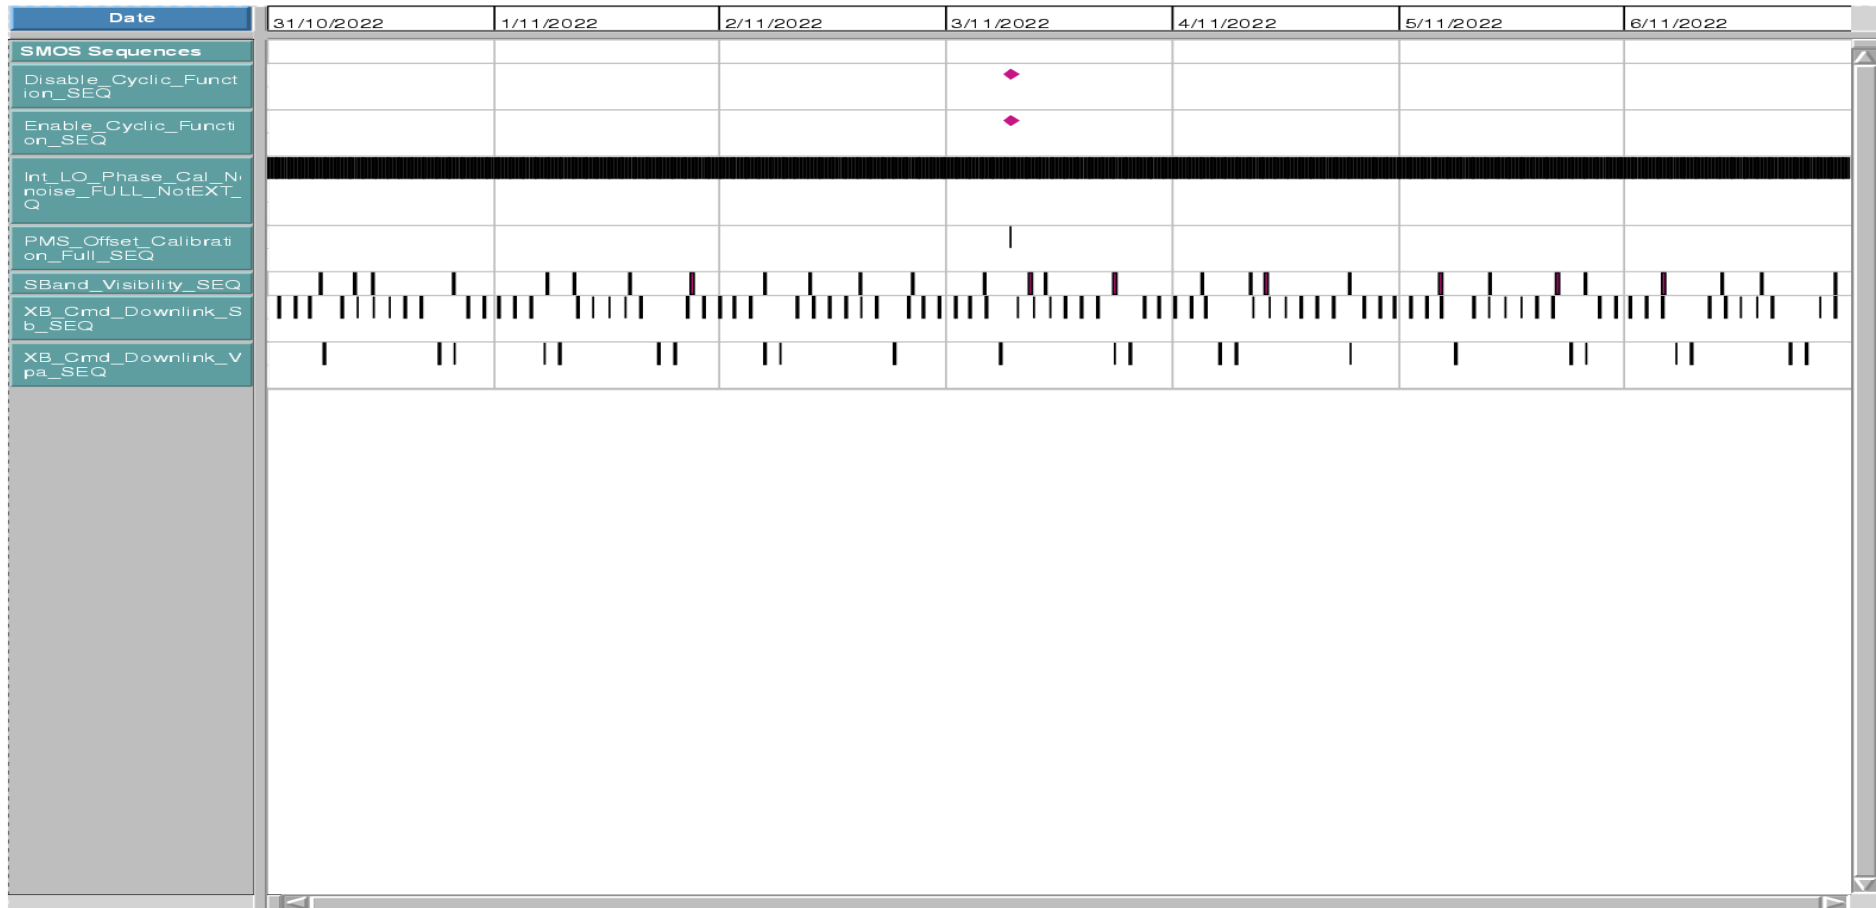 Date
31/10/2022 1/11/2022 2/11/2022 3/11/2022 4/11/2022 5/11/2022 6/11/2022
SMOS Sequences
Disable_Cyclic_Funct
ion_SEQ
Enable_Cyclic_Functi
on_SEQ
Int_LO_Phase_Cal_N
noise_FULL_NotEXT_
Q
PMS_Offset_Calibrati
on_Full_SEQ
SBand_Visibility_SEQ
XB_Cmd_Downlink_S
b_SEQ
XB_Cmd_Downlink_V
pa_SEQ